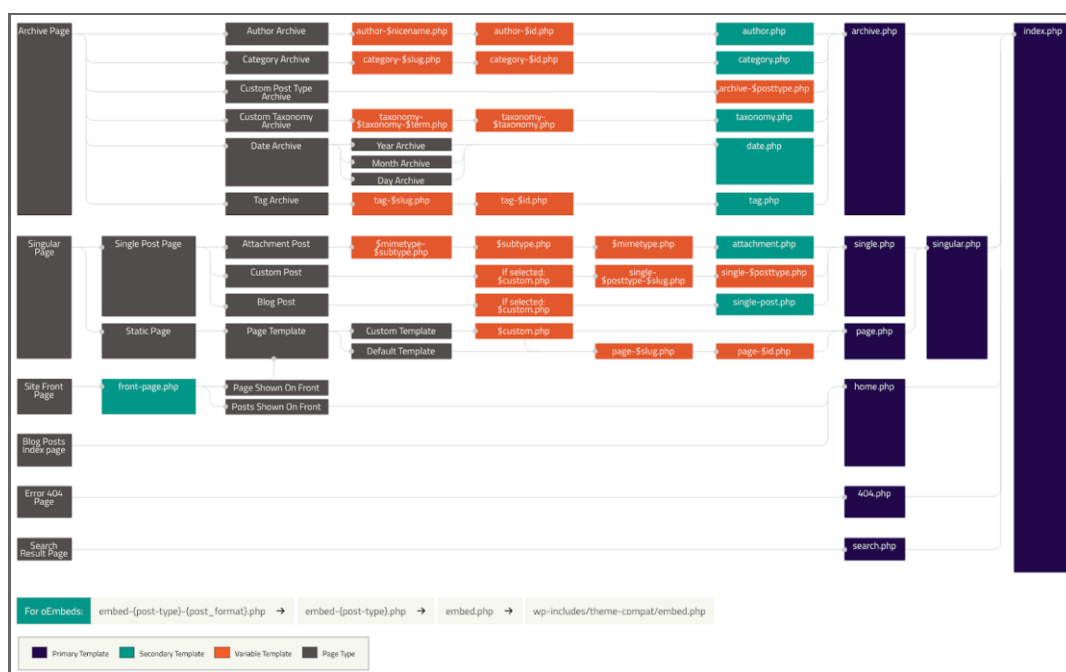 Archive Page
Author Archive
author-$nicename.php
author-$id.php
author.php
archive.php
index.php
Category Archive
category-$slug.php
category-$id.php
category.php
Custom Post Type
Archive
archive-$posttype.php
Custom Taxonomy
Archive
taxonomy-
$taxonomy-$term.php
taxonomy-
$taxonomy.php
taxonomy.php
Date Archive
Year Archive
Month Archive
Day Archive
date.php
Tag Archive
tag-$slug.php
tag-$id.php
tag.php
Singular
Page
Single Post Page
Attachment Post
$mimetype-
$subtype.php
$subtype.php
$mimetype.php
attachment.php
single.php
singular.php
Custom Post
If selected:
$custom.php
single-
$posttype-$slug.php
single-$posttype.php
Blog Post
If selected:
$custom.php
single-post.php
Static Page
Page Template
Custom Template
$custom.php
page.php
Default Template
page-$slug.php
page-$id.php
Site Front
Page
front-page.php
Page Shown On Front
Posts Shown On Front
home.php
Blog Posts
Index page
Error 404
Page
404.php
Search
Result Page
search.php
For oEmbeds:
embed-{post-type}-{post_format}.php →
embed-{post-type}.php →
embed.php →
wp-includes/theme-compat/embed.php
Primary Template
Secondary Template
Variable Template
Page Type